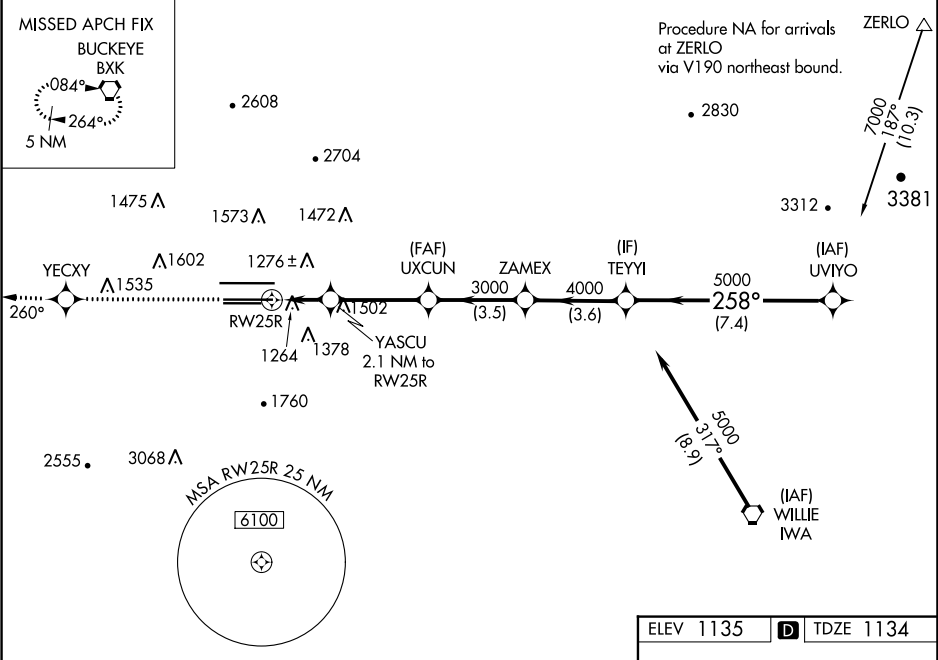 MISSED APCH FIX
BUCKEYE
BXK
084°
264°
5 NM
Procedure NA for arrivals
at ZERLO
via V190 northeast bound.
ZERLO
7000
187°
(10.3)
2608
2830
2704
3381
3312
1475
1573
1472
1602
1276±
1535
YECXY
260°
RW25R
1264
1378
1502
YASCU
2.1 NM to
RW25R
(FAF)
UXCUN
3000
(3.5)
ZAMEX
4000
(3.6)
(IF)
TEYYI
5000
258°
(7.4)
(IAF)
UVIYO
5000
317°
(8.9)
(IAF)
WILLIE
IWA
1760
2555
3068
MSA RW25R 25 NM
6100
ELEV 1135 D TDZE 1134